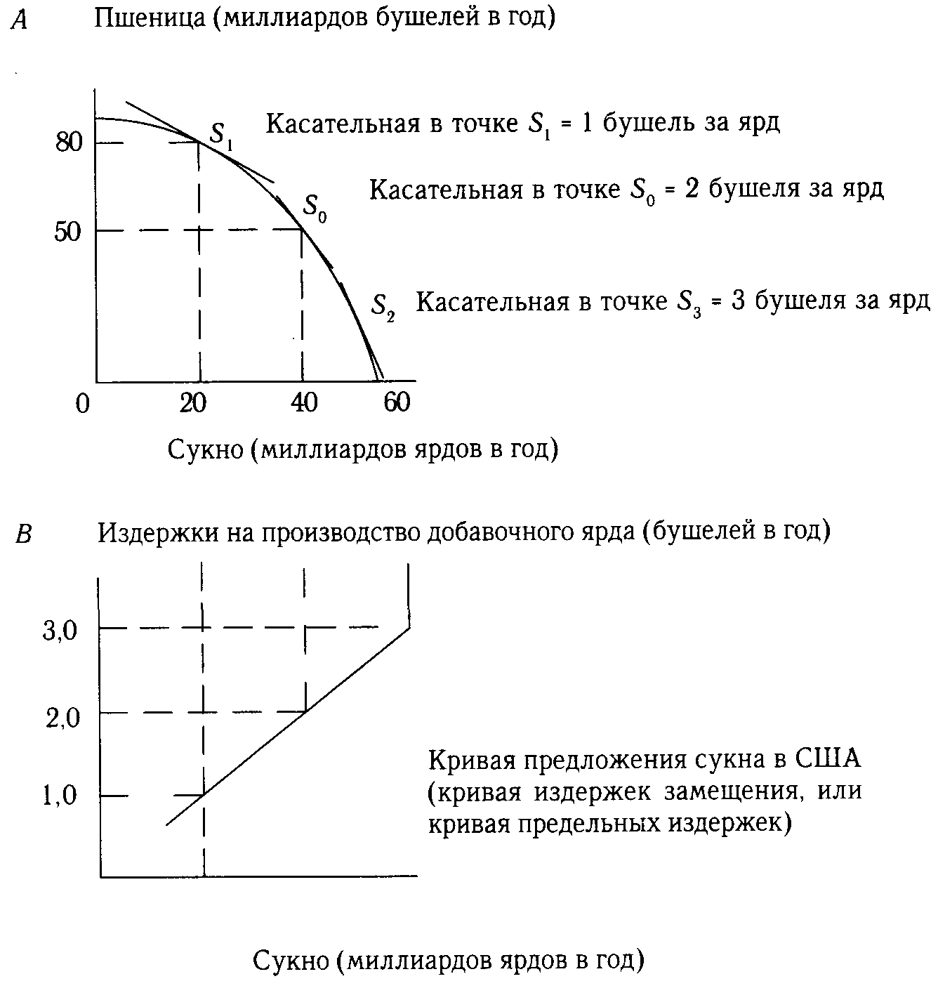 A Пшеница (миллиардов бушелей в год)
S₁ Касательная в точке S₁ = 1 бушель за ярд
80
Касательная в точке S₀ = 2 бушеля за ярд
S₀
50
S₂ Касательная в точке S₃ = 3 бушеля за ярд
0 20 40 60
Сукно (миллиардов ярдов в год)
B Издержки на производство добавочного ярда (бушелей в год)
3,0
2,0
Кривая предложения сукна в США
1,0 (кривая издержек замещения, или
кривая предельных издержек)
Сукно (миллиардов ярдов в год)